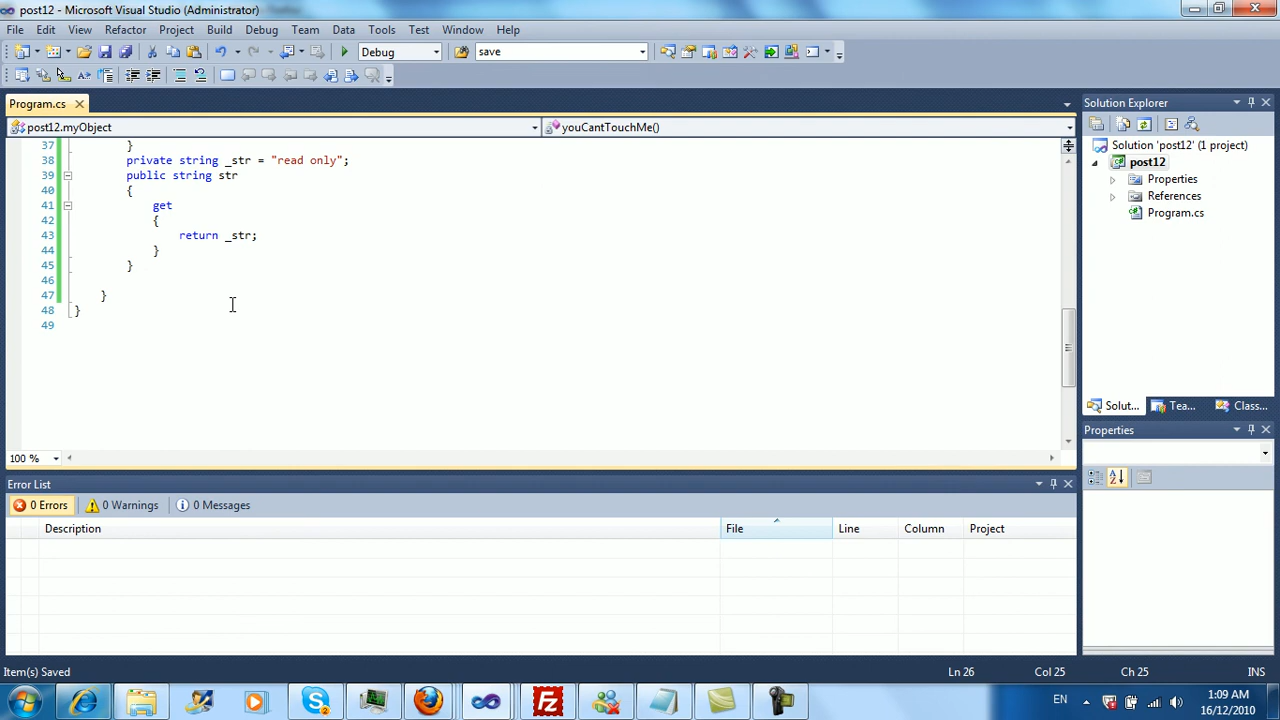 post12 - Microsoft Visual Studio (Administrator)
File Edit View Refactor Project Build Debug Team Data Tools Test Window Help
Debug save
Program.cs
post12.myObject youCantTouchMe()
37 }
38 private string _str = "read only";
39 public string str
40 {
41 get
42 {
43 return _str;
44 }
45 }
46
47 }
48 }
49
100 %
Solution Explorer
Solution 'post12' (1 project)
post12
Properties
References
Program.cs
Solut... Tea... Class...
Properties
Error List
0 Errors 0 Warnings 0 Messages
Description File Line Column Project
Item(s) Saved Ln 26 Col 25 Ch 25 INS
EN 1:09 AM
16/12/2010